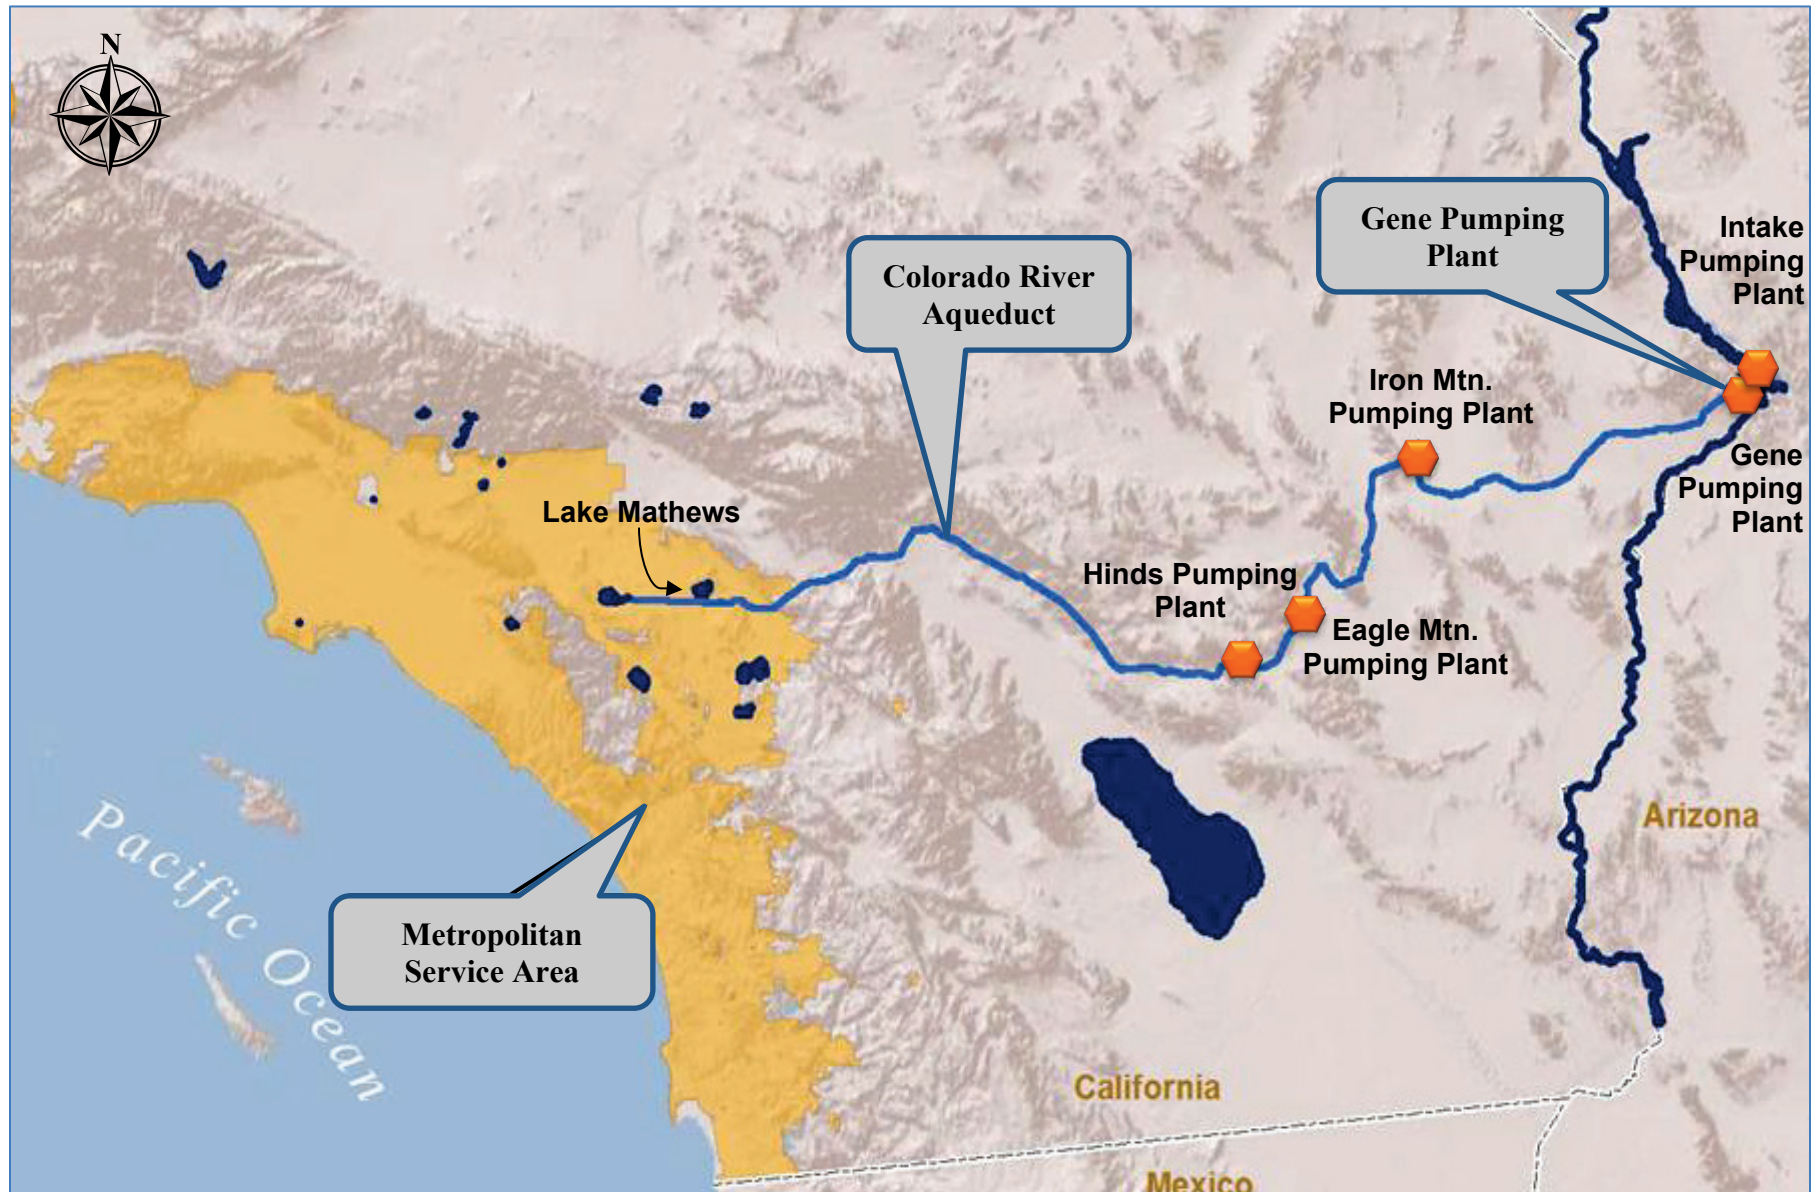 N
Gene Pumping
Plant
Intake
Pumping
Plant
Colorado River
Aqueduct
Iron Mtn.
Pumping Plant
Gene
Pumping
Plant
Lake Mathews
Hinds Pumping
Plant
Eagle Mtn.
Pumping Plant
Arizona
Pacific Ocean
Metropolitan
Service Area
California
Mexico